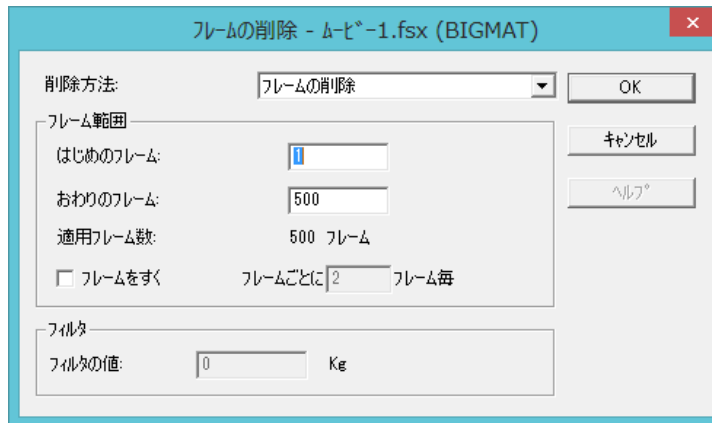 フレームの削除 - ﾑｰﾋﾞｰ1.fsx (BIGMAT)
削除方法: フレームの削除 OK
フレーム範囲
はじめのフレーム: 1 キャンセル
おわりのフレーム: 500 ヘルプ
適用フレーム数: 500 フレーム
フレームをすく フレームごとに 2 フレーム毎
フィルタ
フィルタの値: 0 Kg